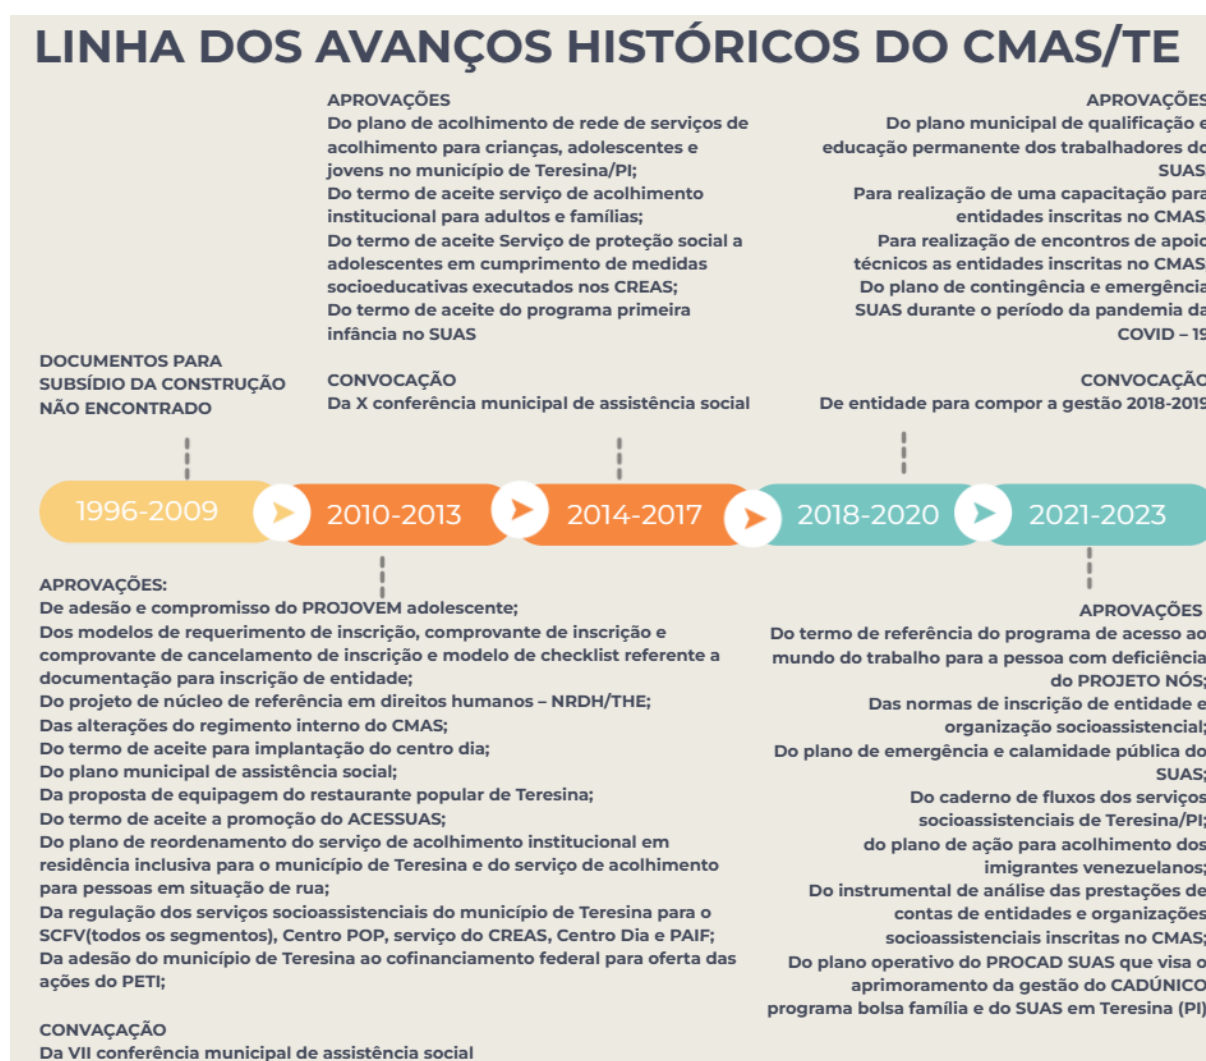 LINHA DOS AVANÇOS HISTÓRICOS DO CMAS/TE
APROVAÇÕES
Do plano de acolhimento de rede de serviços de
acolhimento para crianças, adolescentes e
jovens no município de Teresina/PI;
Do termo de aceite serviço de acolhimento
institucional para adultos e famílias;
Do termo de aceite Serviço de proteção social a
adolescentes em cumprimento de medidas
socioeducativas executados nos CREAS;
Do termo de aceite do programa primeira
infância no SUAS
CONVOCAÇÃO
Da X conferência municipal de assistência social
APROVAÇÕES
Do plano municipal de qualificação e
educação permanente dos trabalhadores do
SUAS;
Para realização de uma capacitação para
entidades inscritas no CMAS;
Para realização de encontros de apoio
técnicos as entidades inscritas no CMAS;
Do plano de contingência e emergência
SUAS durante o período da pandemia da
COVID – 19
CONVOCAÇÃO
De entidade para compor a gestão 2018-2019
DOCUMENTOS PARA
SUBSÍDIO DA CONSTRUÇÃO
NÃO ENCONTRADO
1996-2009
2010-2013
2014-2017
2018-2020
2021-2023
APROVAÇÕES:
De adesão e compromisso do PROJOVEM adolescente;
Dos modelos de requerimento de inscrição, comprovante de inscrição e
comprovante de cancelamento de inscrição e modelo de checklist referente a
documentação para inscrição de entidade;
Do projeto de núcleo de referência em direitos humanos – NRDH/THE;
Das alterações do regimento interno do CMAS;
Do termo de aceite para implantação do centro dia;
Do plano municipal de assistência social;
Da proposta de equipagem do restaurante popular de Teresina;
Do termo de aceite a promoção do ACESSUAS;
Do plano de reordenamento do serviço de acolhimento institucional em
residência inclusiva para o município de Teresina e do serviço de acolhimento
para pessoas em situação de rua;
Da regulação dos serviços socioassistenciais do município de Teresina para o
SCFV(todos os segmentos), Centro POP, serviço do CREAS, Centro Dia e PAIF;
Da adesão do município de Teresina ao cofinanciamento federal para oferta das
ações do PETI;
CONVAÇAÇÃO
Da VII conferência municipal de assistência social
APROVAÇÕES
Do termo de referência do programa de acesso ao
mundo do trabalho para a pessoa com deficiência
do PROJETO NÓS;
Das normas de inscrição de entidade e
organização socioassistencial;
Do plano de emergência e calamidade pública do
SUAS;
Do caderno de fluxos dos serviços
socioassistenciais de Teresina/PI;
do plano de ação para acolhimento dos
imigrantes venezuelanos;
Do instrumental de análise das prestações de
contas de entidades e organizações
socioassistenciais inscritas no CMAS;
Do plano operativo do PROCAD SUAS que visa o
aprimoramento da gestão do CADÚNICO
programa bolsa família e do SUAS em Teresina (PI)